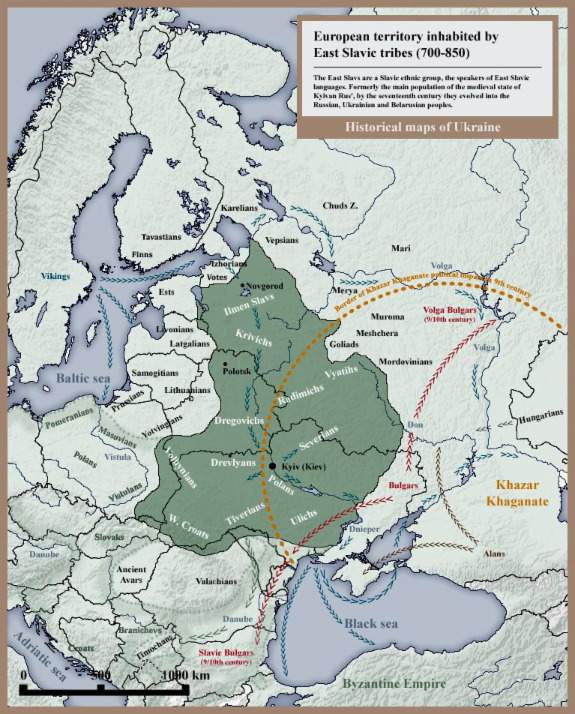 European territory inhabited by
East Slavic tribes (700-850)
The East Slavs are a Slavic ethnic group, the speakers of East Slavic
languages. Formerly the main population of the medieval state of
Kyivan Rus', by the seventeenth century they evolved into the
Russian, Ukrainian and Belarusian peoples.
Historical maps of Ukraine
Karelians
Chuds Z.
Tavastians
Vepsians
Finns
Mari
Vikings
Izhorians
Volga
Votes
Novgorod
Merya
Border of Khazar Khaganate political map in 9th century
Ests
Ilmen Slavs
Muroma
Volga Bulgars
(9/10th century)
Livonians
Krivichs
Meshchera
Latgalians
Goliads
Volga
Mordovinians
Baltic sea
Samogitians
Polotsk
Vyatihs
Lithuanians
Radimichs
Prussians
Pomeranians
Hungarians
Yotvingians
Dregovichs
Don
Masovians
Severians
Polans
Vistula
Drevlyans
Kyiv (Kiev)
Volhynians
Polans
Bulgars
Khazar
Khaganate
Vistulans
Tiverians
Ulichs
W. Croats
Dnieper
Slovaks
Danube
Alans
Ancient
Avars
Valachians
Danube
Black sea
Branichevs
Croats
Timochans
Adriatic sea
Slavic Bulgars
(9/10th century)
0 500 1000 km
Byzantine Empire